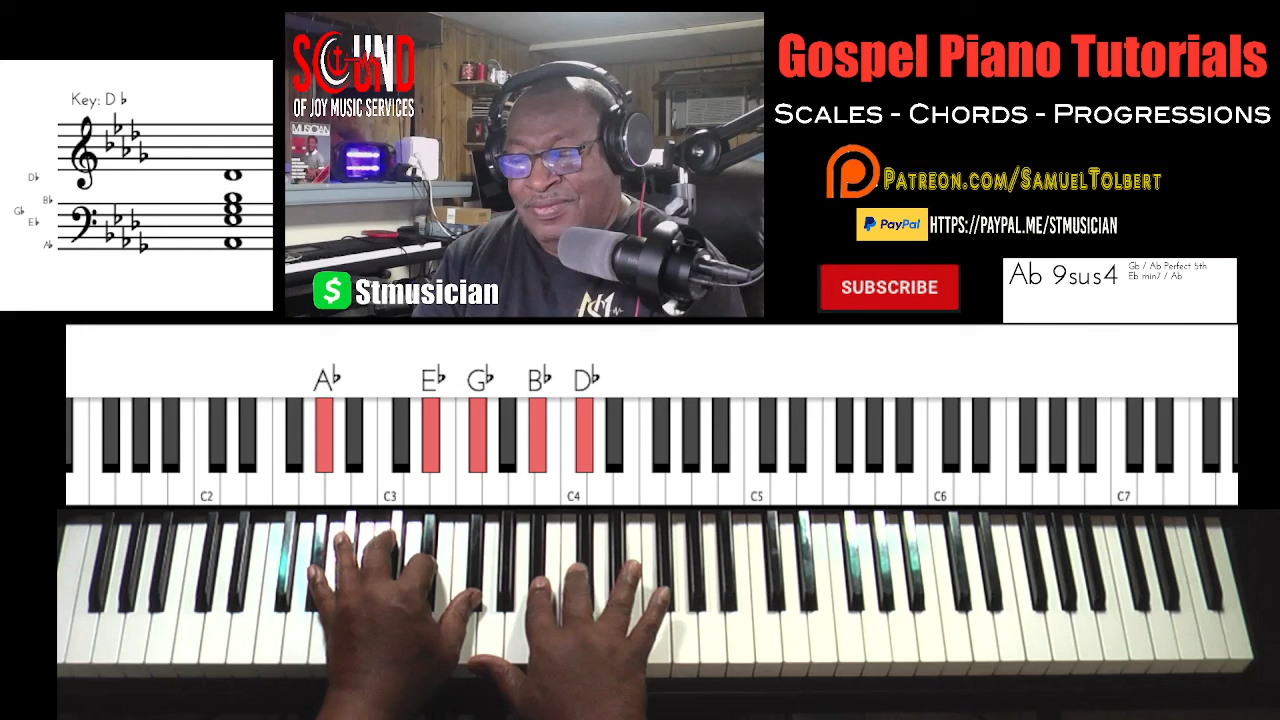 Key: D♭
D♭
B♭
G♭
E♭
A♭
SOUND
OF JOY MUSIC SERVICES
MUSICIAN
$ Stmusician
Gospel Piano Tutorials
SCALES - CHORDS - PROGRESSIONS
PATREON.COM/SAMUELTOLBERT
PayPal HTTPS://PAYPAL.ME/STMUSICIAN
SUBSCRIBE
Ab 9sus4
Gb / Ab Perfect 5th
Eb min7 / Ab
A♭ E♭ G♭ B♭ D♭
C2 C3 C4 C5 C6 C7